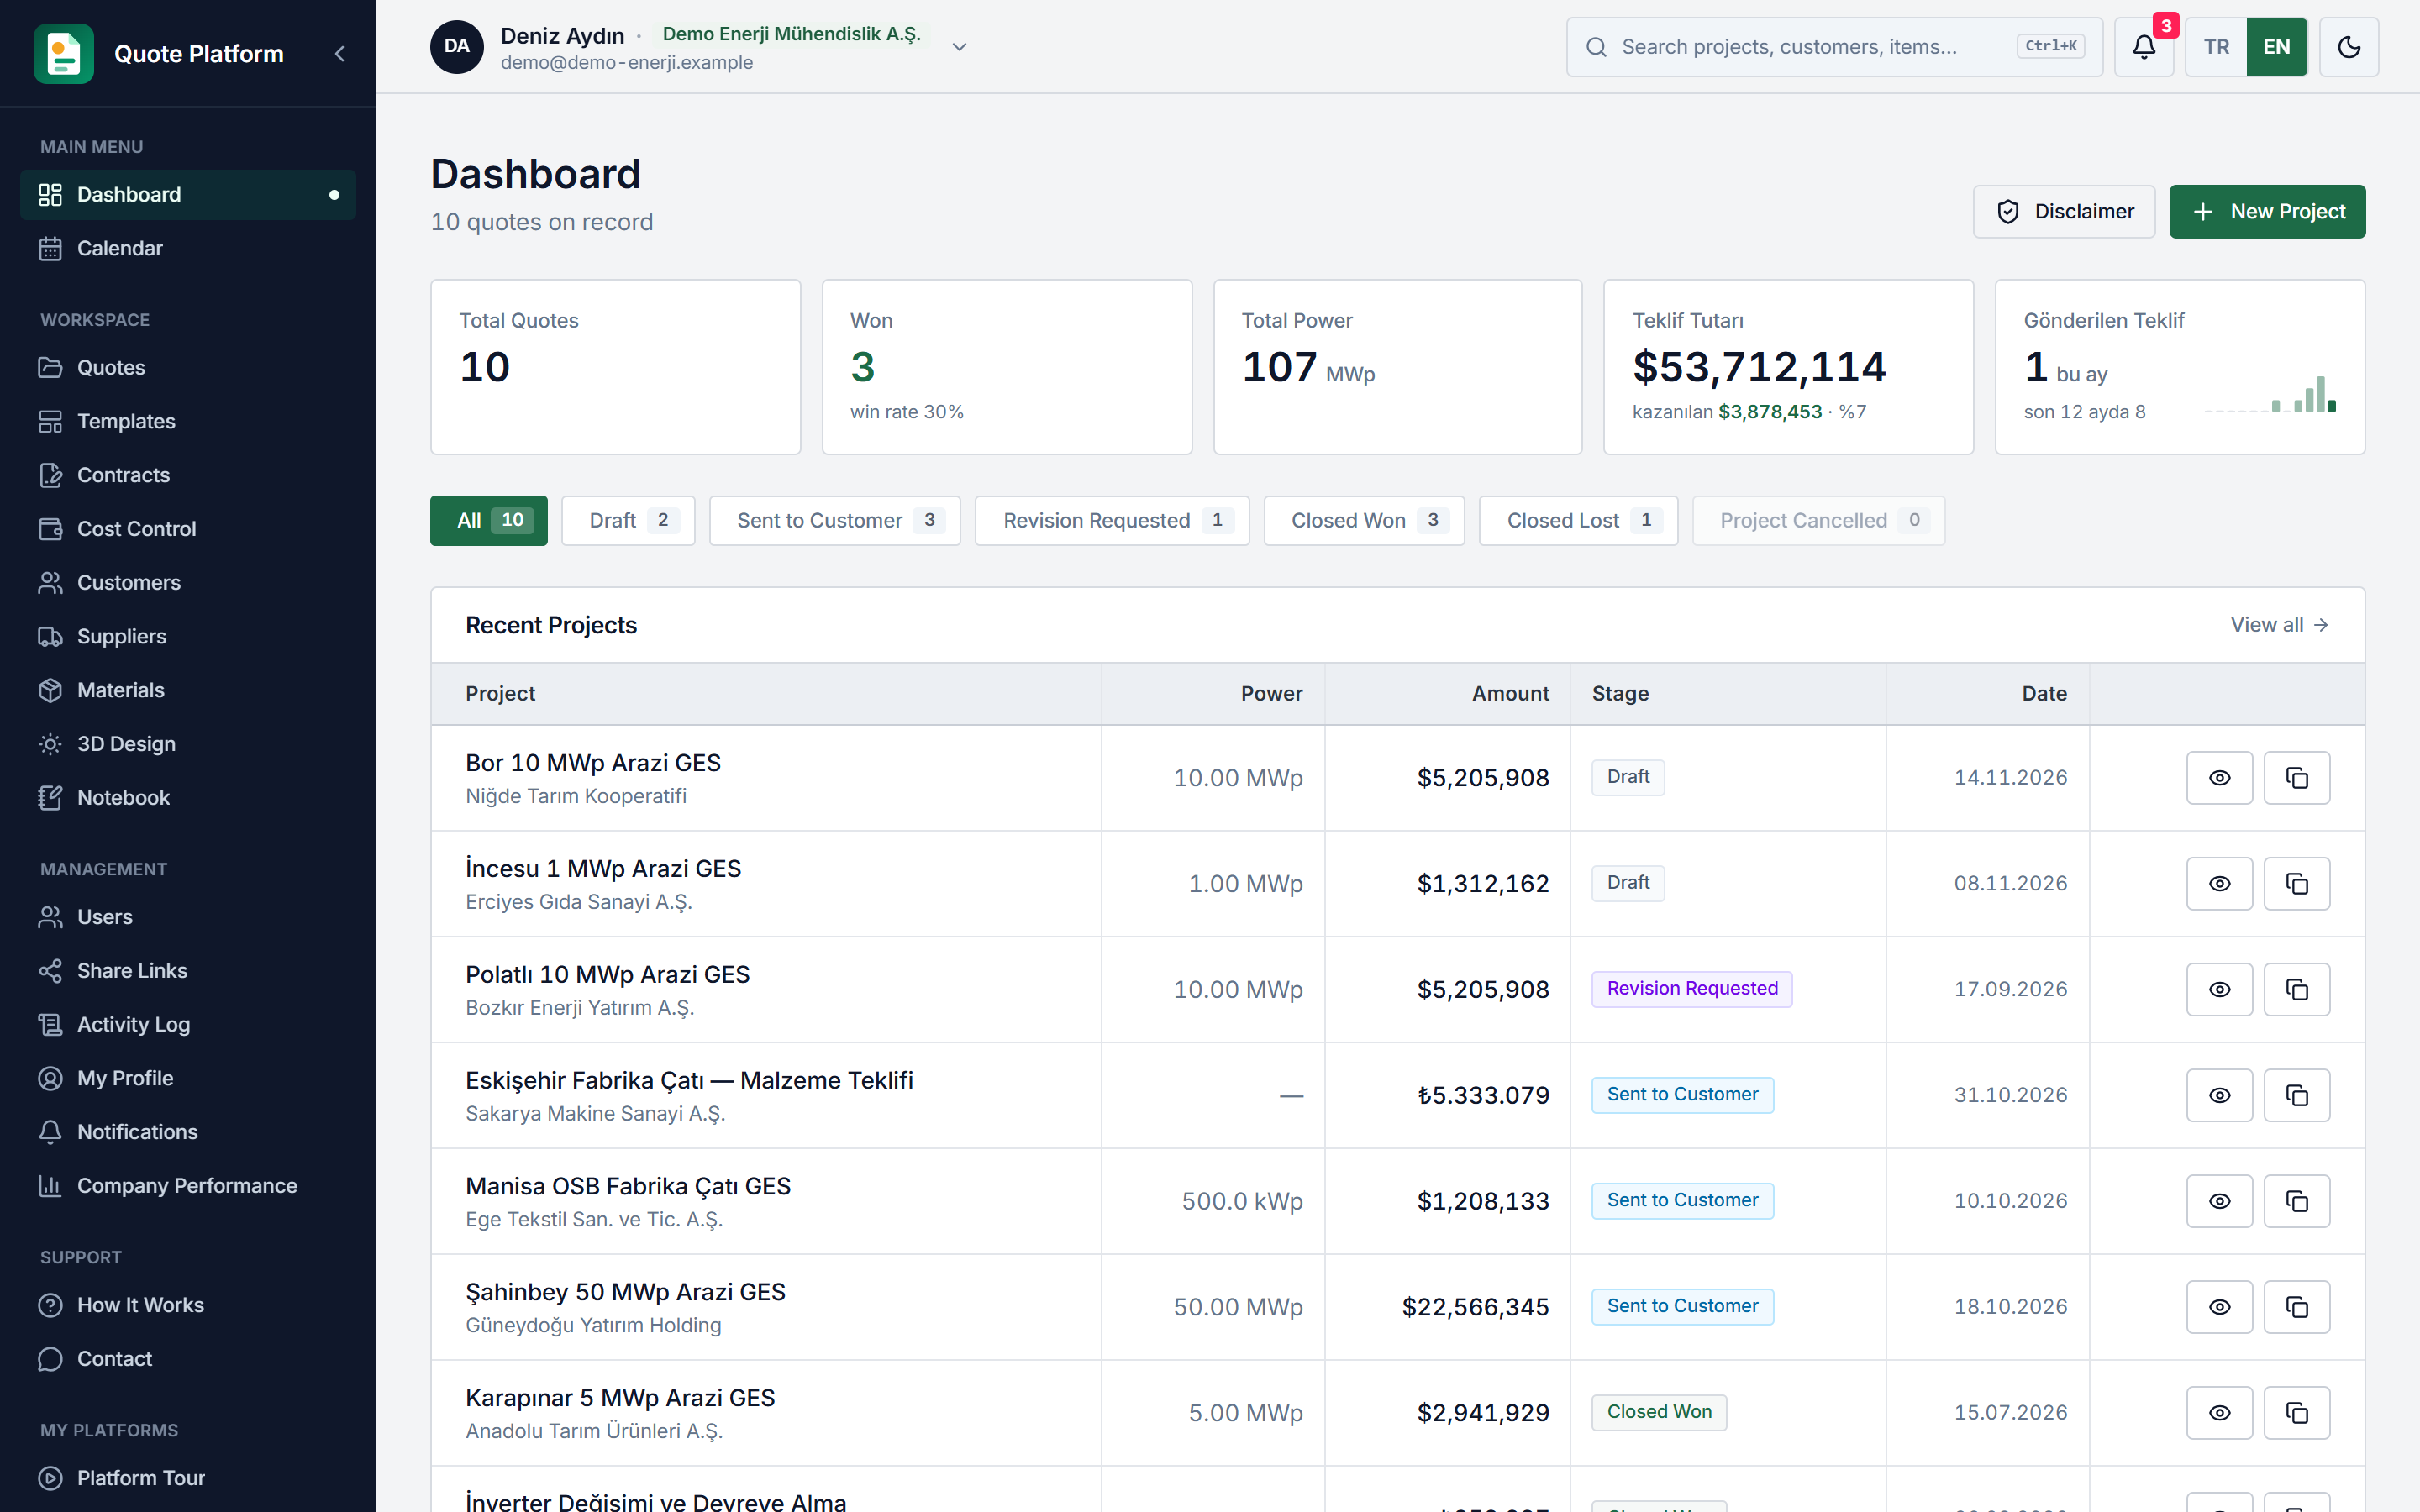 Quote Platform
MAIN MENU
Dashboard
Calendar
WORKSPACE
Quotes
Templates
Contracts
Cost Control
Customers
Suppliers
Materials
3D Design
Notebook
MANAGEMENT
Users
Share Links
Activity Log
My Profile
Notifications
Company Performance
SUPPORT
How It Works
Contact
MY PLATFORMS
Platform Tour
DA
Deniz Aydın · Demo Enerji Mühendislik A.Ş.
demo@demo-enerji.example
Search projects, customers, items... Ctrl+K
3
TR EN
Dashboard
10 quotes on record
Disclaimer
New Project
Total Quotes
10
Won
3
win rate 30%
Total Power
107 MWp
Teklif Tutarı
$53,712,114
kazanılan $3,878,453 · %7
Gönderilen Teklif
1 bu ay
son 12 ayda 8
All 10
Draft 2
Sent to Customer 3
Revision Requested 1
Closed Won 3
Closed Lost 1
Project Cancelled 0
Recent Projects
View all →
Project Power Amount Stage Date
Bor 10 MWp Arazi GES
Niğde Tarım Kooperatifi
10.00 MWp $5,205,908 Draft 14.11.2026
İncesu 1 MWp Arazi GES
Erciyes Gıda Sanayi A.Ş.
1.00 MWp $1,312,162 Draft 08.11.2026
Polatlı 10 MWp Arazi GES
Bozkır Enerji Yatırım A.Ş.
10.00 MWp $5,205,908 Revision Requested 17.09.2026
Eskişehir Fabrika Çatı — Malzeme Teklifi
Sakarya Makine Sanayi A.Ş.
— ₺5.333.079 Sent to Customer 31.10.2026
Manisa OSB Fabrika Çatı GES
Ege Tekstil San. ve Tic. A.Ş.
500.0 kWp $1,208,133 Sent to Customer 10.10.2026
Şahinbey 50 MWp Arazi GES
Güneydoğu Yatırım Holding
50.00 MWp $22,566,345 Sent to Customer 18.10.2026
Karapınar 5 MWp Arazi GES
Anadolu Tarım Ürünleri A.Ş.
5.00 MWp $2,941,929 Closed Won 15.07.2026
İnverter Değişimi ve Devreye Alma